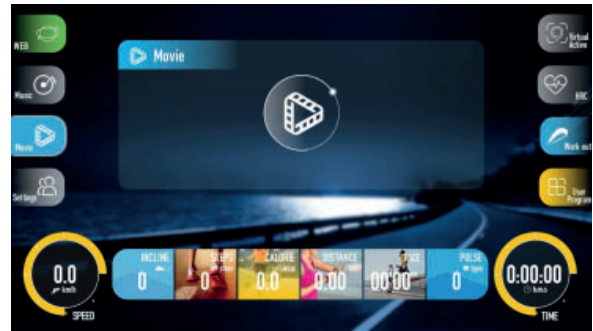 WEB
Music
Movie
Settings
Movie
Virtual
Active
HRC
Work out
User
Program
0.0
km/h
SPEED
INCLINE
0
STEPS
0
CALORIE
0.0
DISTANCE
0.00
00'00"
PULSE
0
bpm
0:00:00
h:m:s
TIME